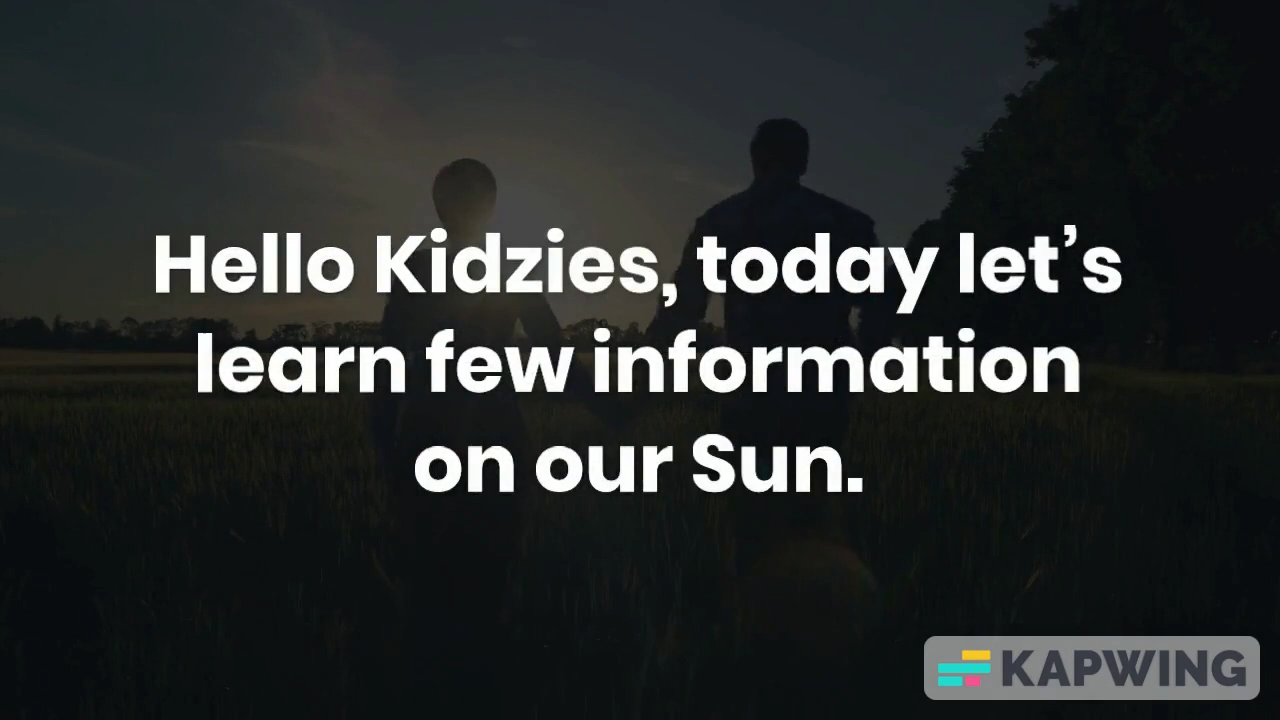 Hello Kidzies, today let’s
learn few information
on our Sun.
KAPWING